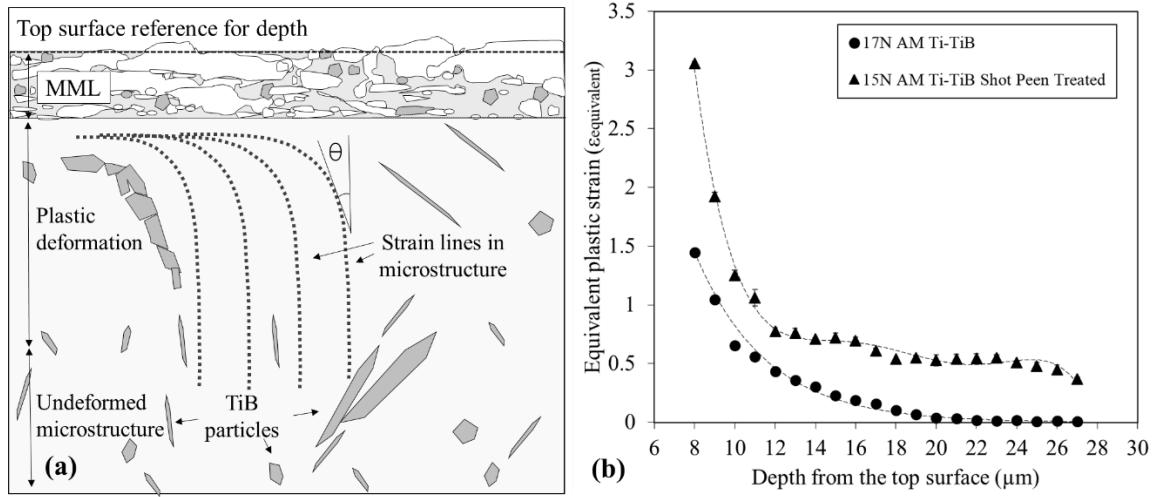 Top surface reference for depth
MML
θ
Plastic
deformation
Strain lines in
microstructure
Undeformed
microstructure
TiB
particles
(a)
3.5
3
2.5
2
1.5
1
0.5
0
Equivalent plastic strain (εequivalent)
17N AM Ti-TiB
15N AM Ti-TiB Shot Peen Treated
6 8 10 12 14 16 18 20 22 24 26 28 30
Depth from the top surface (µm)
(b)